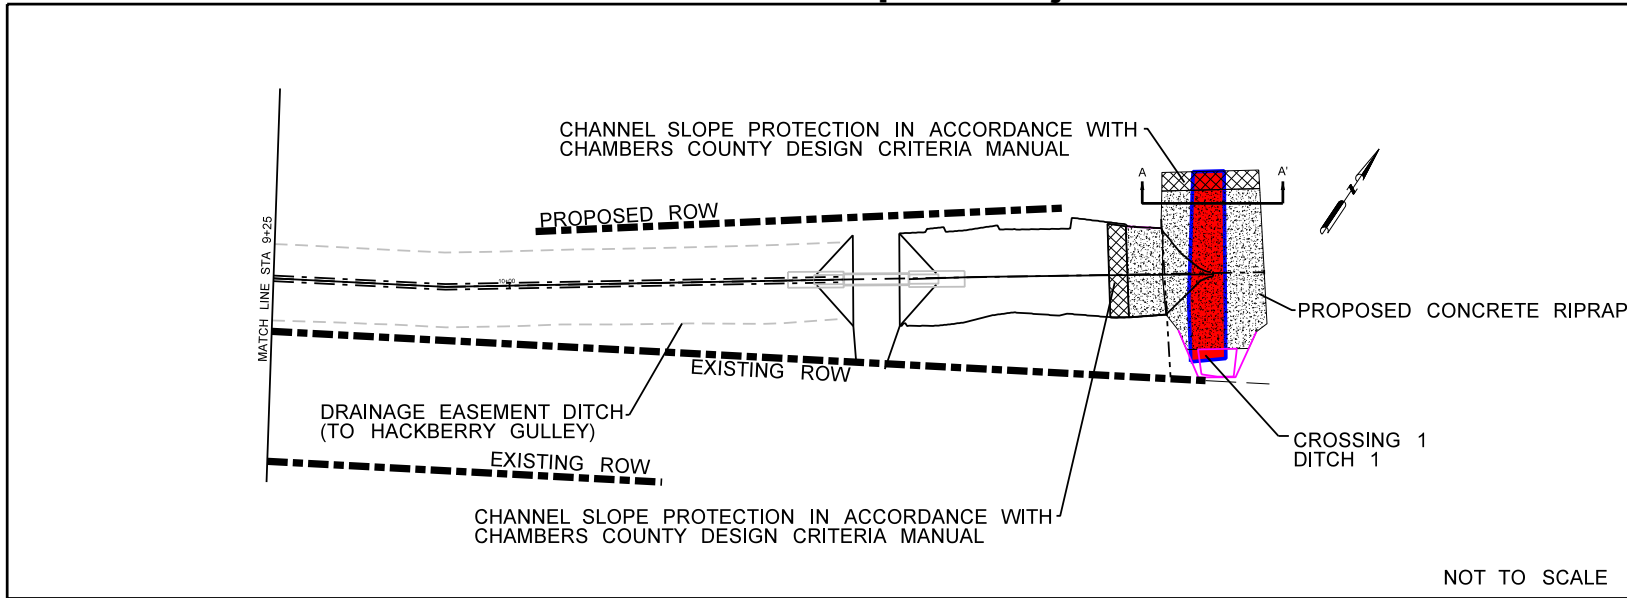 CHANNEL SLOPE PROTECTION IN ACCORDANCE WITH
CHAMBERS COUNTY DESIGN CRITERIA MANUAL
A
A'
N
PROPOSED ROW
MATCH LINE STA 9+25
10+00
PROPOSED CONCRETE RIPRAP
EXISTING ROW
DRAINAGE EASEMENT DITCH
(TO HACKBERRY GULLEY)
CROSSING 1
DITCH 1
EXISTING ROW
CHANNEL SLOPE PROTECTION IN ACCORDANCE WITH
CHAMBERS COUNTY DESIGN CRITERIA MANUAL
NOT TO SCALE